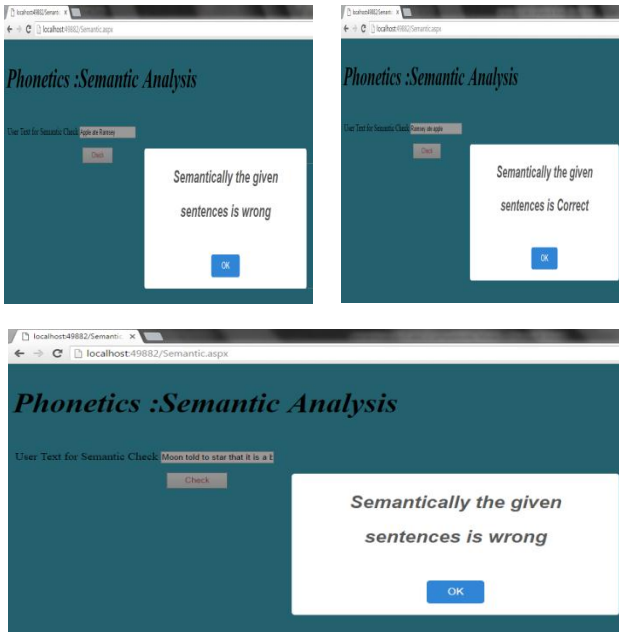 localhost:49882/Semantic ×
localhost:49882/Semantic.aspx
Phonetics :Semantic Analysis
User Text for Semantic Check Apple ate Ramsey
Check
Semantically the given
sentences is wrong
OK
localhost:49882/Semantic ×
localhost:49882/Semantic.aspx
Phonetics :Semantic Analysis
User Text for Semantic Check Ramsey ate apple
Check
Semantically the given
sentences is Correct
OK
localhost:49882/Semantic ×
localhost:49882/Semantic.aspx
Phonetics :Semantic Analysis
User Text for Semantic Check Moon told to star that it is a b
Check
Semantically the given
sentences is wrong
OK